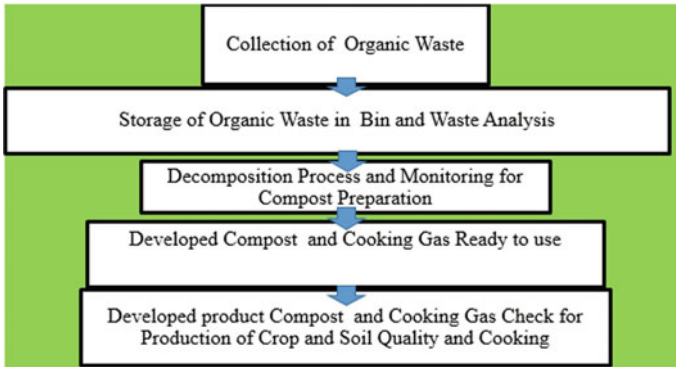 Collection of Organic Waste
Storage of Organic Waste in Bin and Waste Analysis
Decomposition Process and Monitoring for
Compost Preparation
Developed Compost and Cooking Gas Ready to use
Developed product Compost and Cooking Gas Check for
Production of Crop and Soil Quality and Cooking